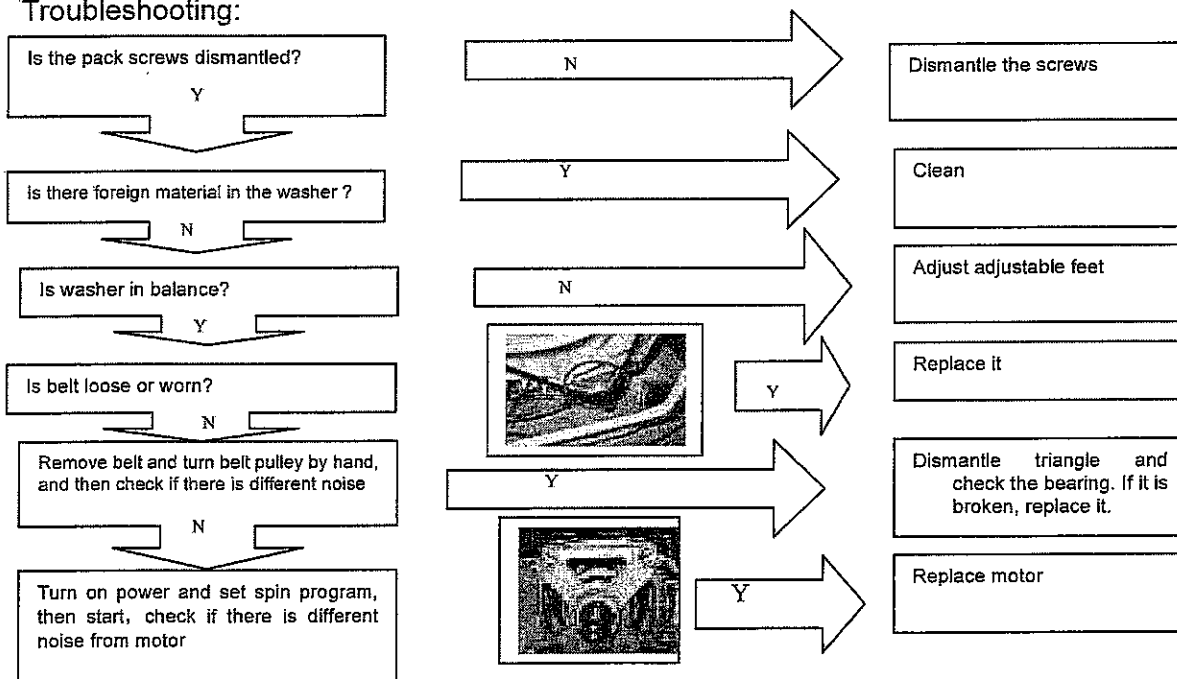 Troubleshooting:
Is the pack screws dismantled?
Y
N
Dismantle the screws
Is there foreign material in the washer ?
N
Y
Clean
Is washer in balance?
Y
N
Adjust adjustable feet
Is belt loose or worn?
N
Y
Replace it
Remove belt and turn belt pulley by hand,
and then check if there is different noise
N
Y
Dismantle triangle and
check the bearing. If it is
broken, replace it.
Turn on power and set spin program,
then start, check if there is different
noise from motor
Y
Replace motor